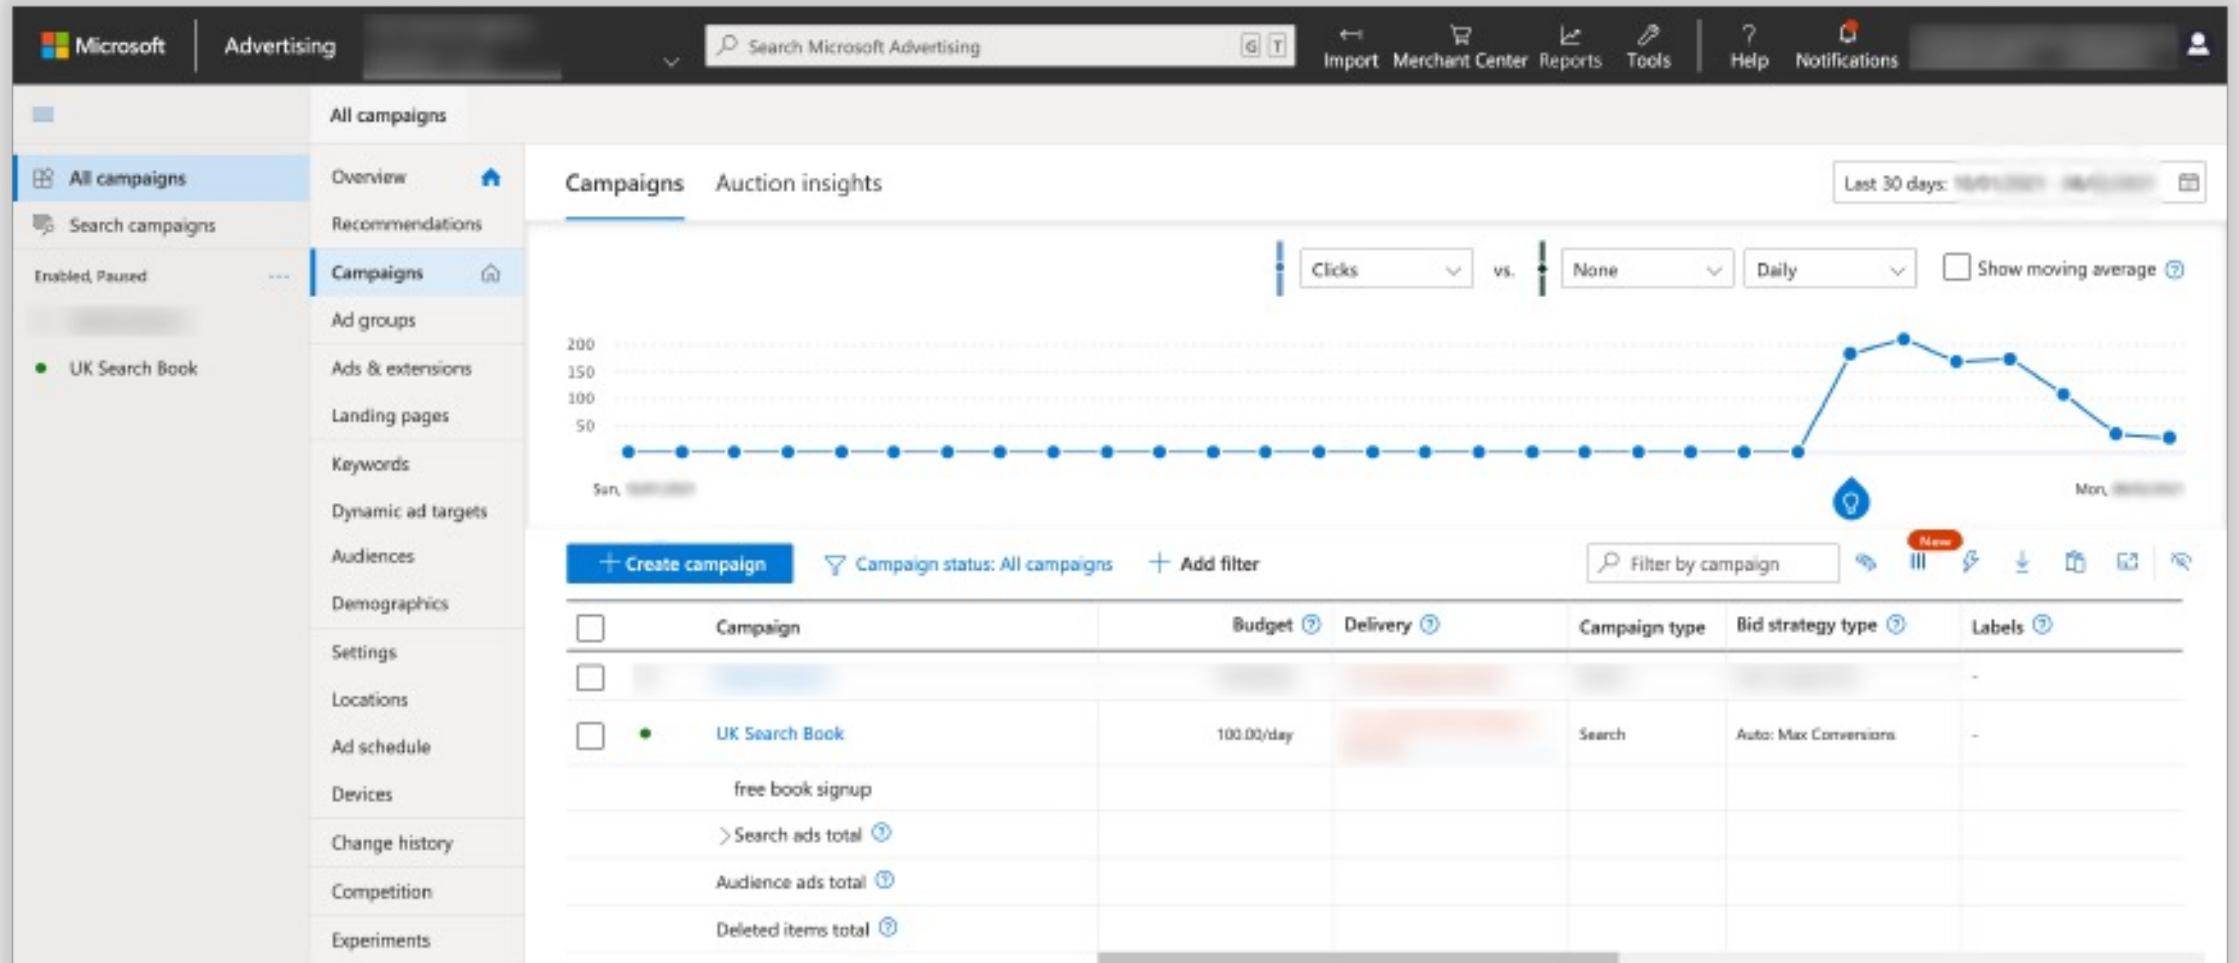 Microsoft Advertising
Search Microsoft Advertising G T
Import Merchant Center Reports Tools Help Notifications
All campaigns
All campaigns
Search campaigns
Enabled, Paused
UK Search Book
Overview
Recommendations
Campaigns
Ad groups
Ads & extensions
Landing pages
Keywords
Dynamic ad targets
Audiences
Demographics
Settings
Locations
Ad schedule
Devices
Change history
Competition
Experiments
Campaigns Auction insights
Last 30 days:
Clicks vs. None Daily Show moving average
200
150
100
50
Sun, Mon,
+ Create campaign Campaign status: All campaigns + Add filter
Filter by campaign New
Campaign Budget Delivery Campaign type Bid strategy type Labels
-
UK Search Book 100.00/day Search Auto: Max Conversions -
free book signup
Search ads total
Audience ads total
Deleted items total